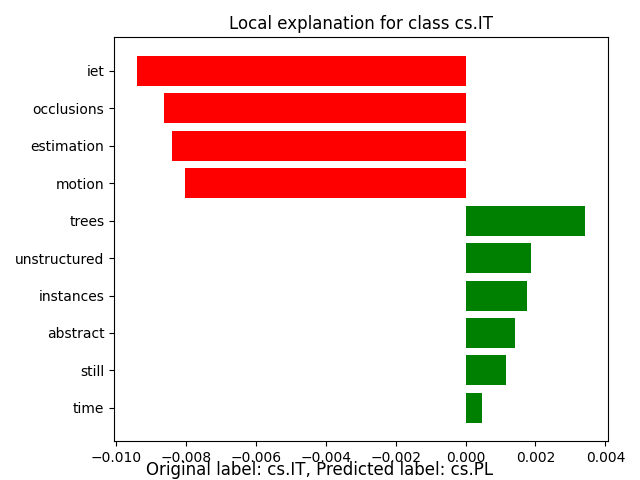 Local explanation for class cs.IT
iet
occlusions
estimation
motion
trees
unstructured
instances
abstract
still
time
−0.010 −0.008 −0.006 −0.004 −0.002 0.000 0.002 0.004
Original label: cs.IT, Predicted label: cs.PL